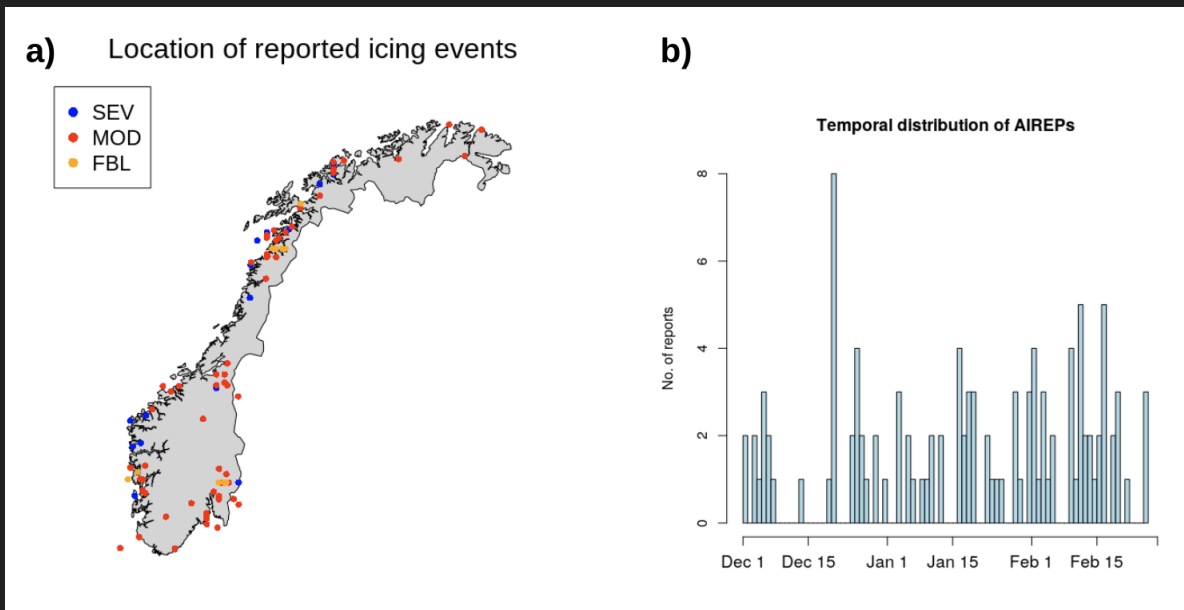 a) Location of reported icing events
SEV
MOD
FBL
b)
Temporal distribution of AIREPs
No. of reports
8
6
4
2
0
Dec 1 Dec 15 Jan 1 Jan 15 Feb 1 Feb 15